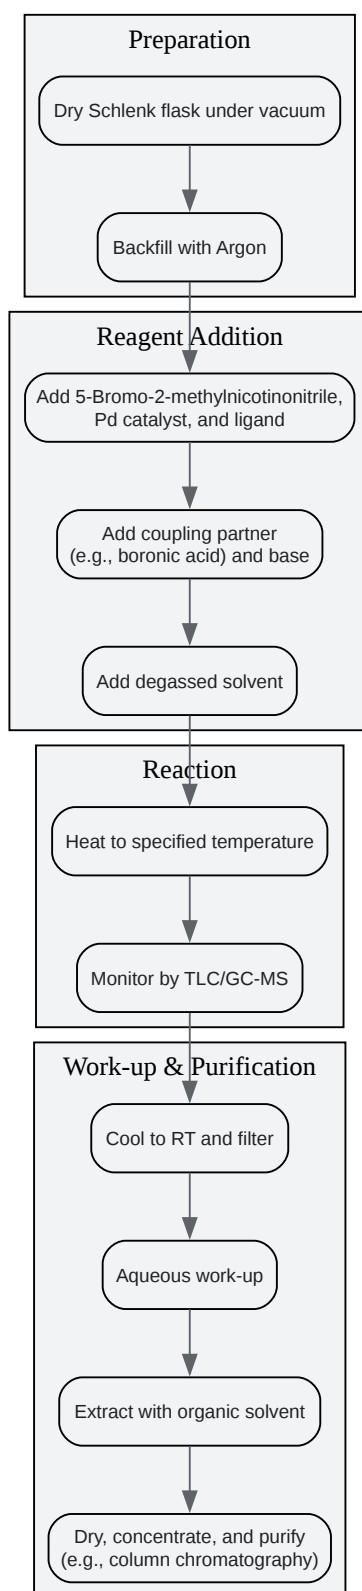 Preparation
Dry Schlenk flask under vacuum
Backfill with Argon
Reagent Addition
Add 5-Bromo-2-methylnicotinonitrile,
Pd catalyst, and ligand
Add coupling partner
(e.g., boronic acid) and base
Add degassed solvent
Reaction
Heat to specified temperature
Monitor by TLC/GC-MS
Work-up & Purification
Cool to RT and filter
Aqueous work-up
Extract with organic solvent
Dry, concentrate, and purify
(e.g., column chromatography)